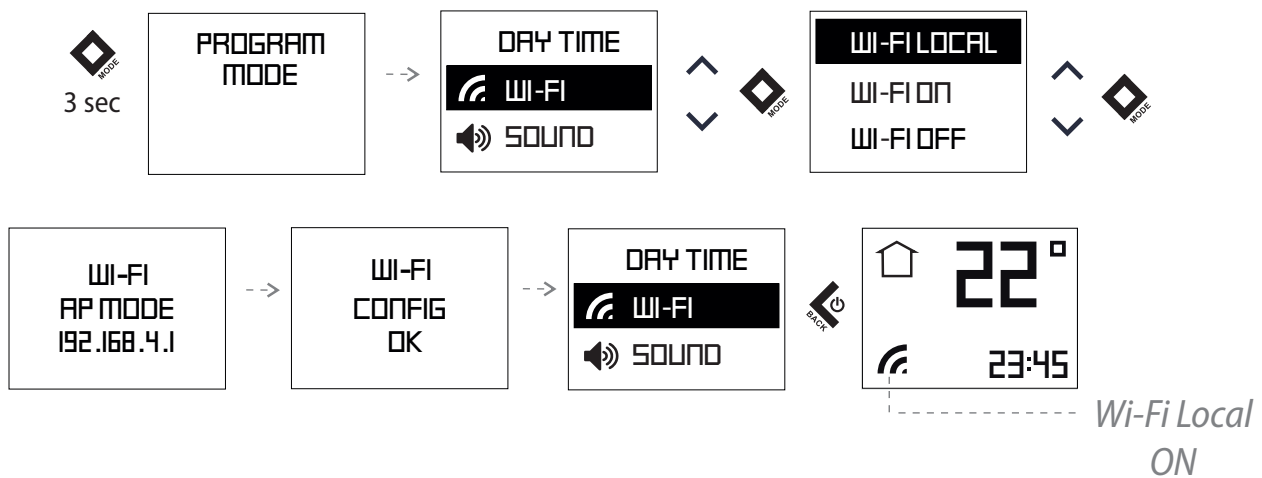 MODE
3 sec
PROGRAM
MODE
DAY TIME
WI-FI
SOUND
MODE
WI-FI LOCAL
WI-FI ON
WI-FI OFF
MODE
WI-FI
AP MODE
192.168.4.1
WI-FI
CONFIG
OK
DAY TIME
WI-FI
SOUND
BACK
22°
23:45
Wi-Fi Local
ON